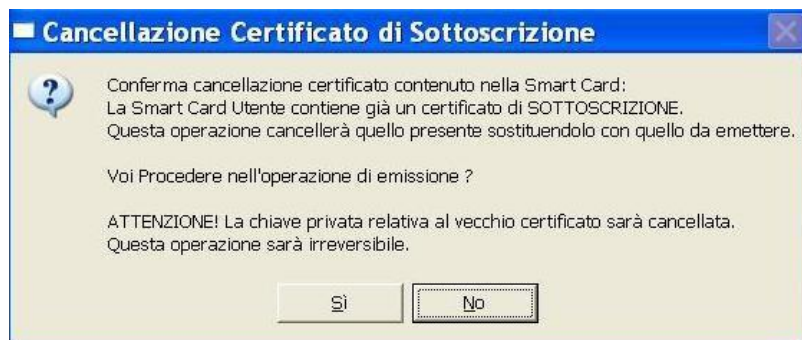 Cancellazione Certificato di Sottoscrizione
Conferma cancellazione certificato contenuto nella Smart Card:
La Smart Card Utente contiene già un certificato di SOTTOSCRIZIONE.
Questa operazione cancellerà quello presente sostituendolo con quello da emettere.
Voi Procedere nell'operazione di emissione ?
ATTENZIONE! La chiave privata relativa al vecchio certificato sarà cancellata.
Questa operazione sarà irreversibile.
Sì
No